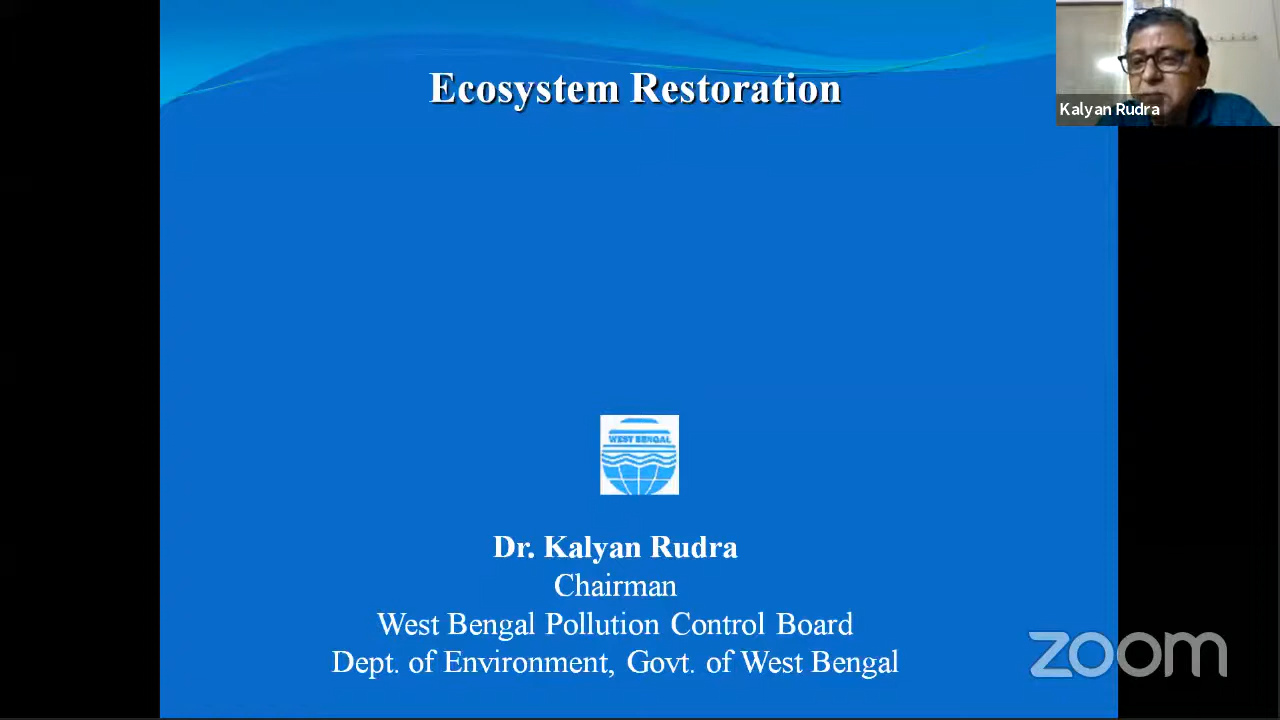 Ecosystem Restoration
Kalyan Rudra
WEST BENGAL
Dr. Kalyan Rudra
Chairman
West Bengal Pollution Control Board
Dept. of Environment, Govt. of West Bengal
zoom